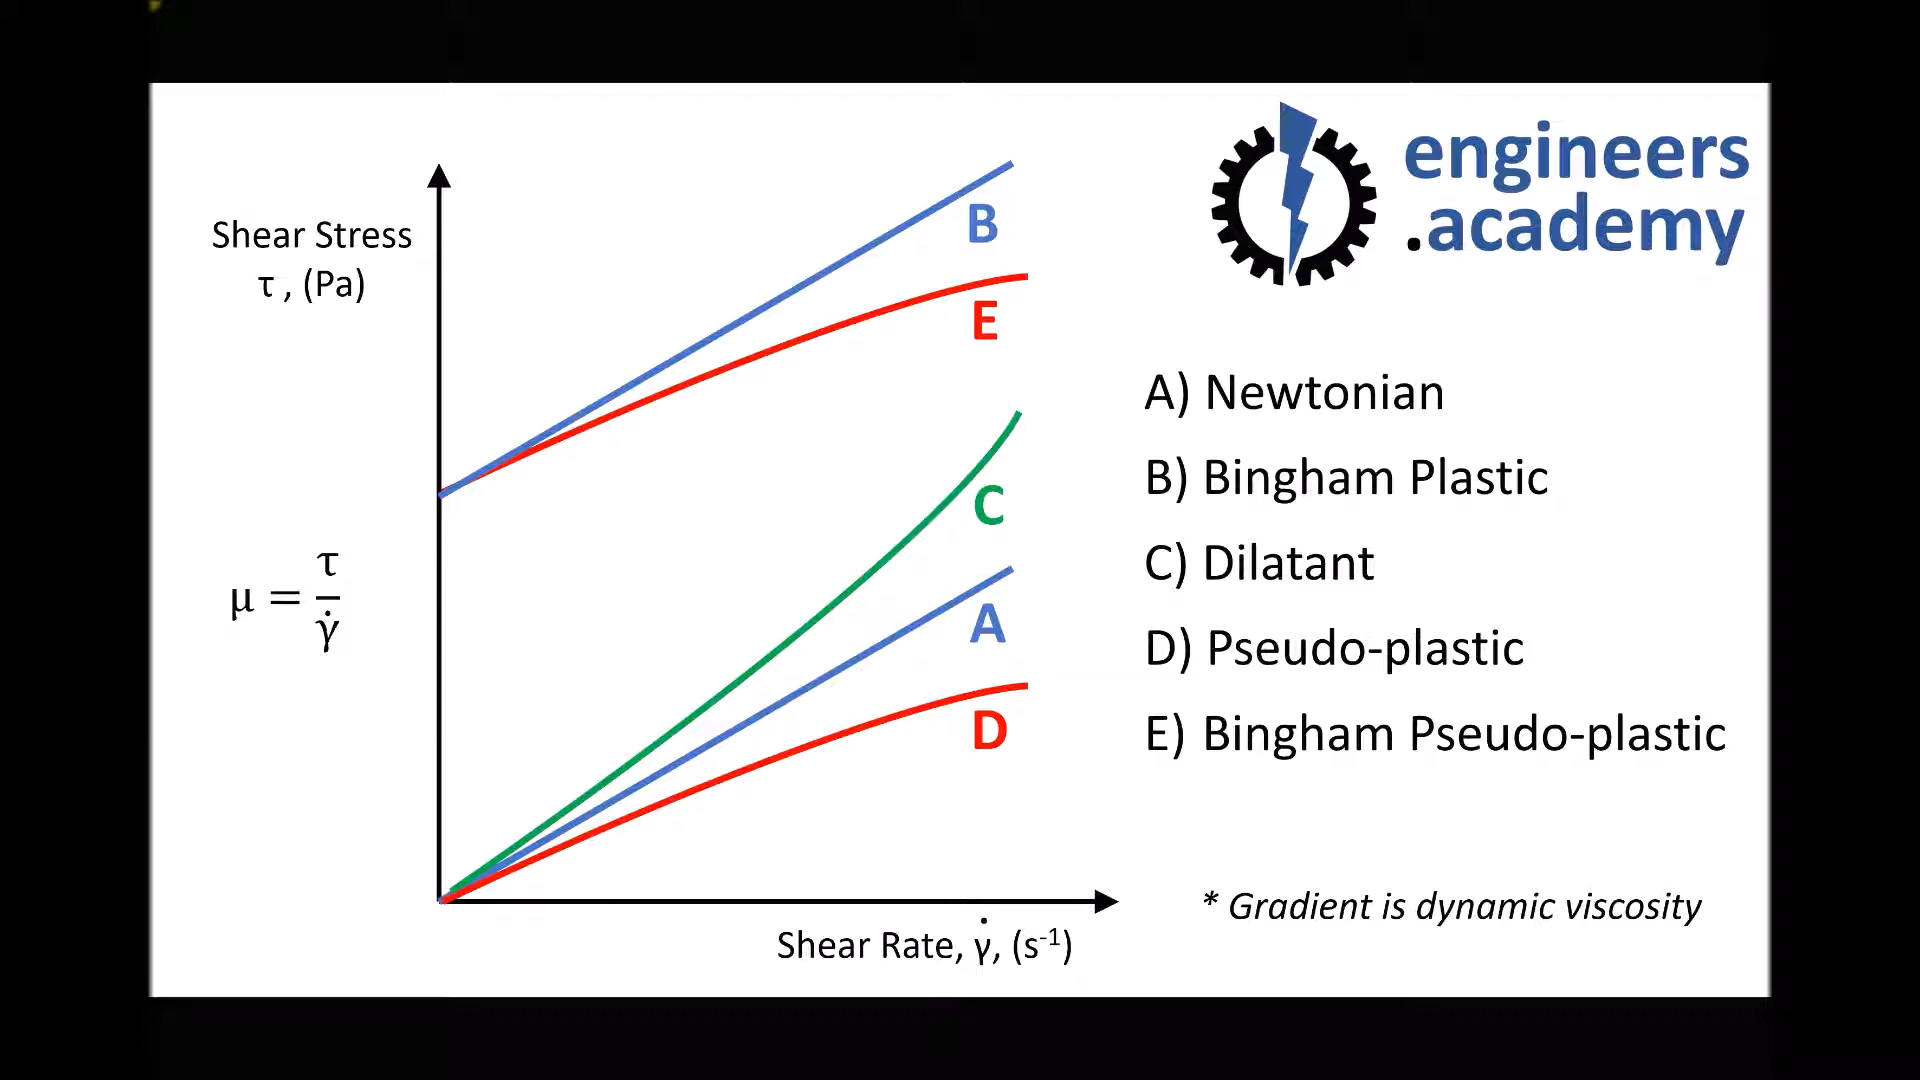 engineers
.academy
Shear Stress
τ , (Pa)
B
E
C
A
D
μ = τ / γ̇
Shear Rate, γ̇, (s⁻¹)
A) Newtonian
B) Bingham Plastic
C) Dilatant
D) Pseudo-plastic
E) Bingham Pseudo-plastic
* Gradient is dynamic viscosity